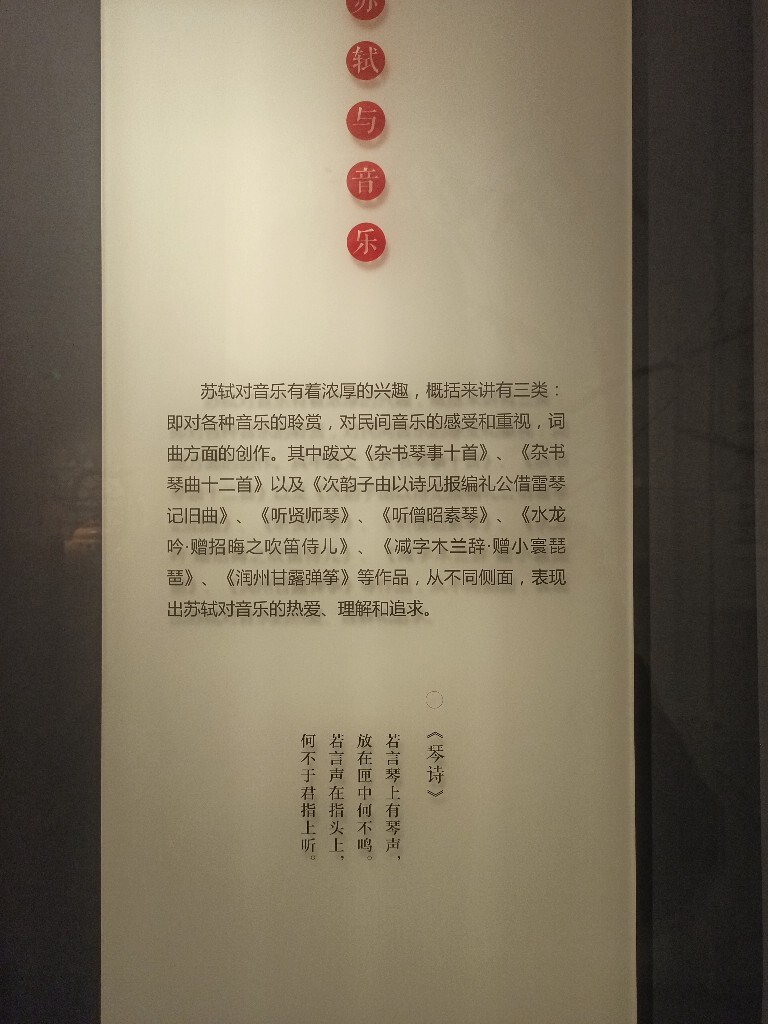 苏轼与音乐
苏轼对音乐有着浓厚的兴趣，概括来讲有三类：
即对各种音乐的聆赏，对民间音乐的感受和重视，词
曲方面的创作。其中跋文《杂书琴事十首》、《杂书
琴曲十二首》以及《次韵子由以诗见报编礼公借雷琴
记旧曲》、《听贤师琴》、《听僧昭素琴》、《水龙
吟·赠招晦之吹笛侍儿》、《减字木兰辞·赠小寰琵
琶》、《润州甘露弹筝》等作品，从不同侧面，表现
出苏轼对音乐的热爱、理解和追求。
《琴诗》
若言琴上有琴声，
放在匣中何不鸣。
若言声在指头上，
何不于君指上听。